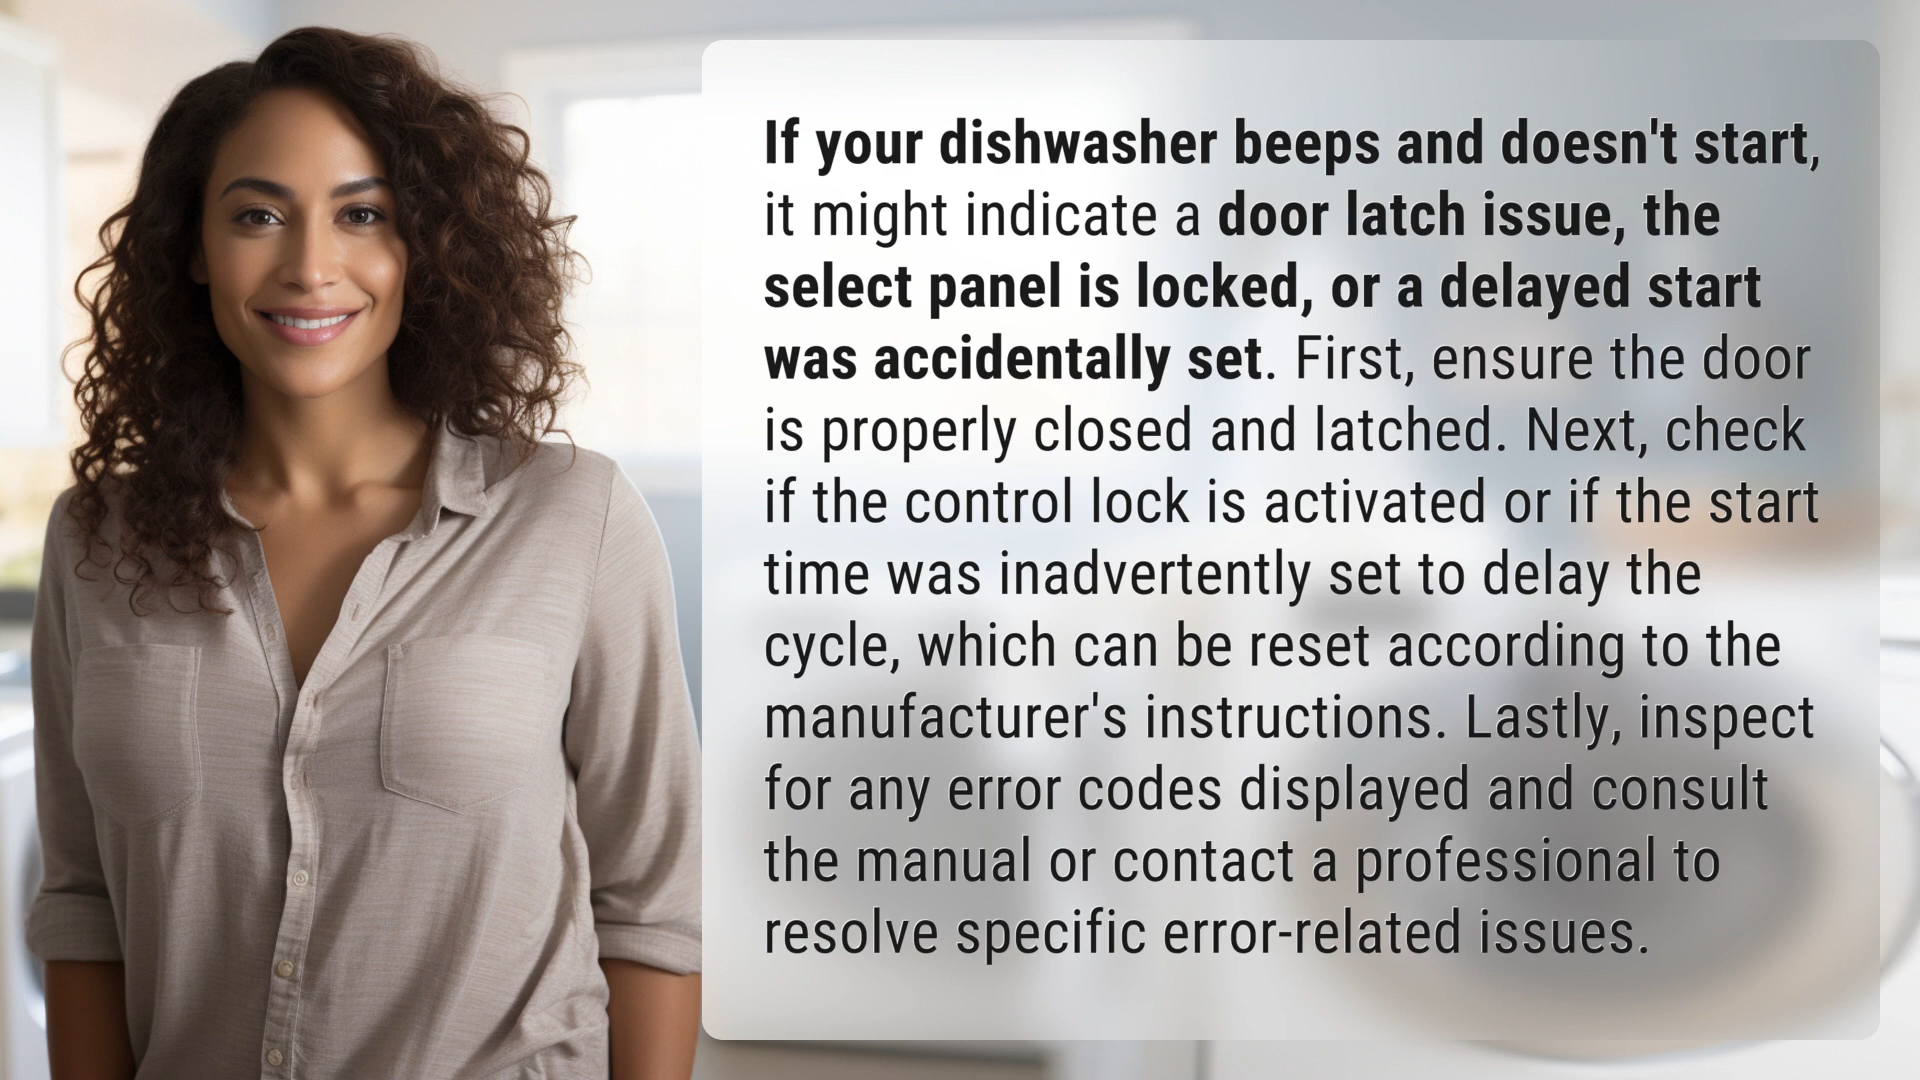 If your dishwasher beeps and doesn't start,
it might indicate a door latch issue, the
select panel is locked, or a delayed start
was accidentally set. First, ensure the door
is properly closed and latched. Next, check
if the control lock is activated or if the start
time was inadvertently set to delay the
cycle, which can be reset according to the
manufacturer's instructions. Lastly, inspect
for any error codes displayed and consult
the manual or contact a professional to
resolve specific error-related issues.